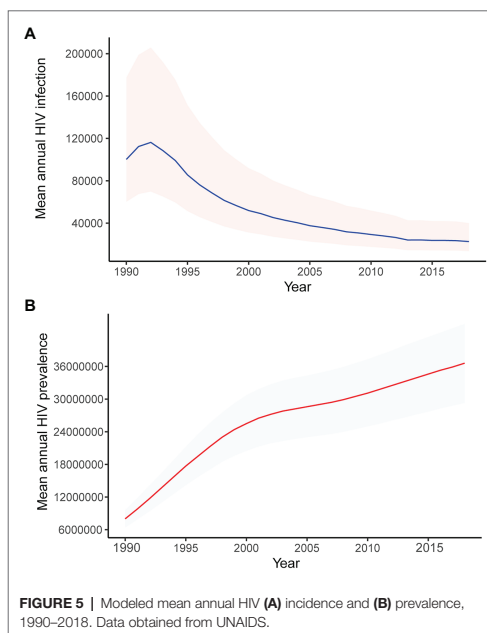 A
Mean annual HIV infection
200000
160000
120000
80000
40000
1990 1995 2000 2005 2010 2015
Year
B
Mean annual HIV prevalence
36000000
30000000
24000000
18000000
12000000
6000000
1990 1995 2000 2005 2010 2015
Year
FIGURE 5 | Modeled mean annual HIV (A) incidence and (B) prevalence,
1990–2018. Data obtained from UNAIDS.